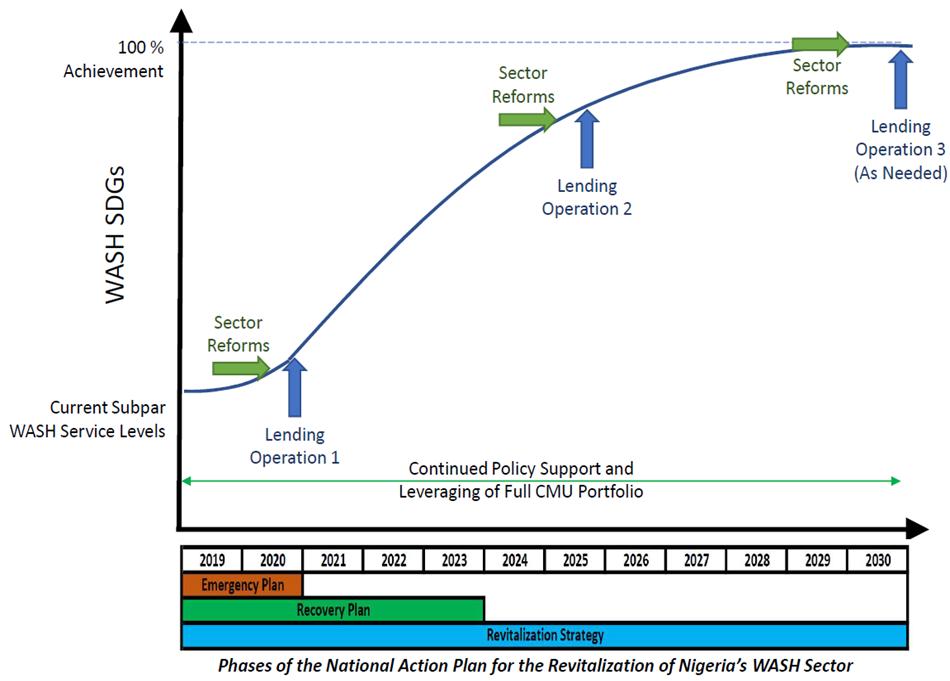 100 %
Achievement
WASH SDGs
Current Subpar
WASH Service Levels
Sector
Reforms
Lending
Operation 1
Sector
Reforms
Lending
Operation 2
Sector
Reforms
Lending
Operation 3
(As Needed)
Continued Policy Support and
Leveraging of Full CMU Portfolio
2019 2020 2021 2022 2023 2024 2025 2026 2027 2028 2029 2030
Emergency Plan
Recovery Plan
Revitalization Strategy
Phases of the National Action Plan for the Revitalization of Nigeria's WASH Sector